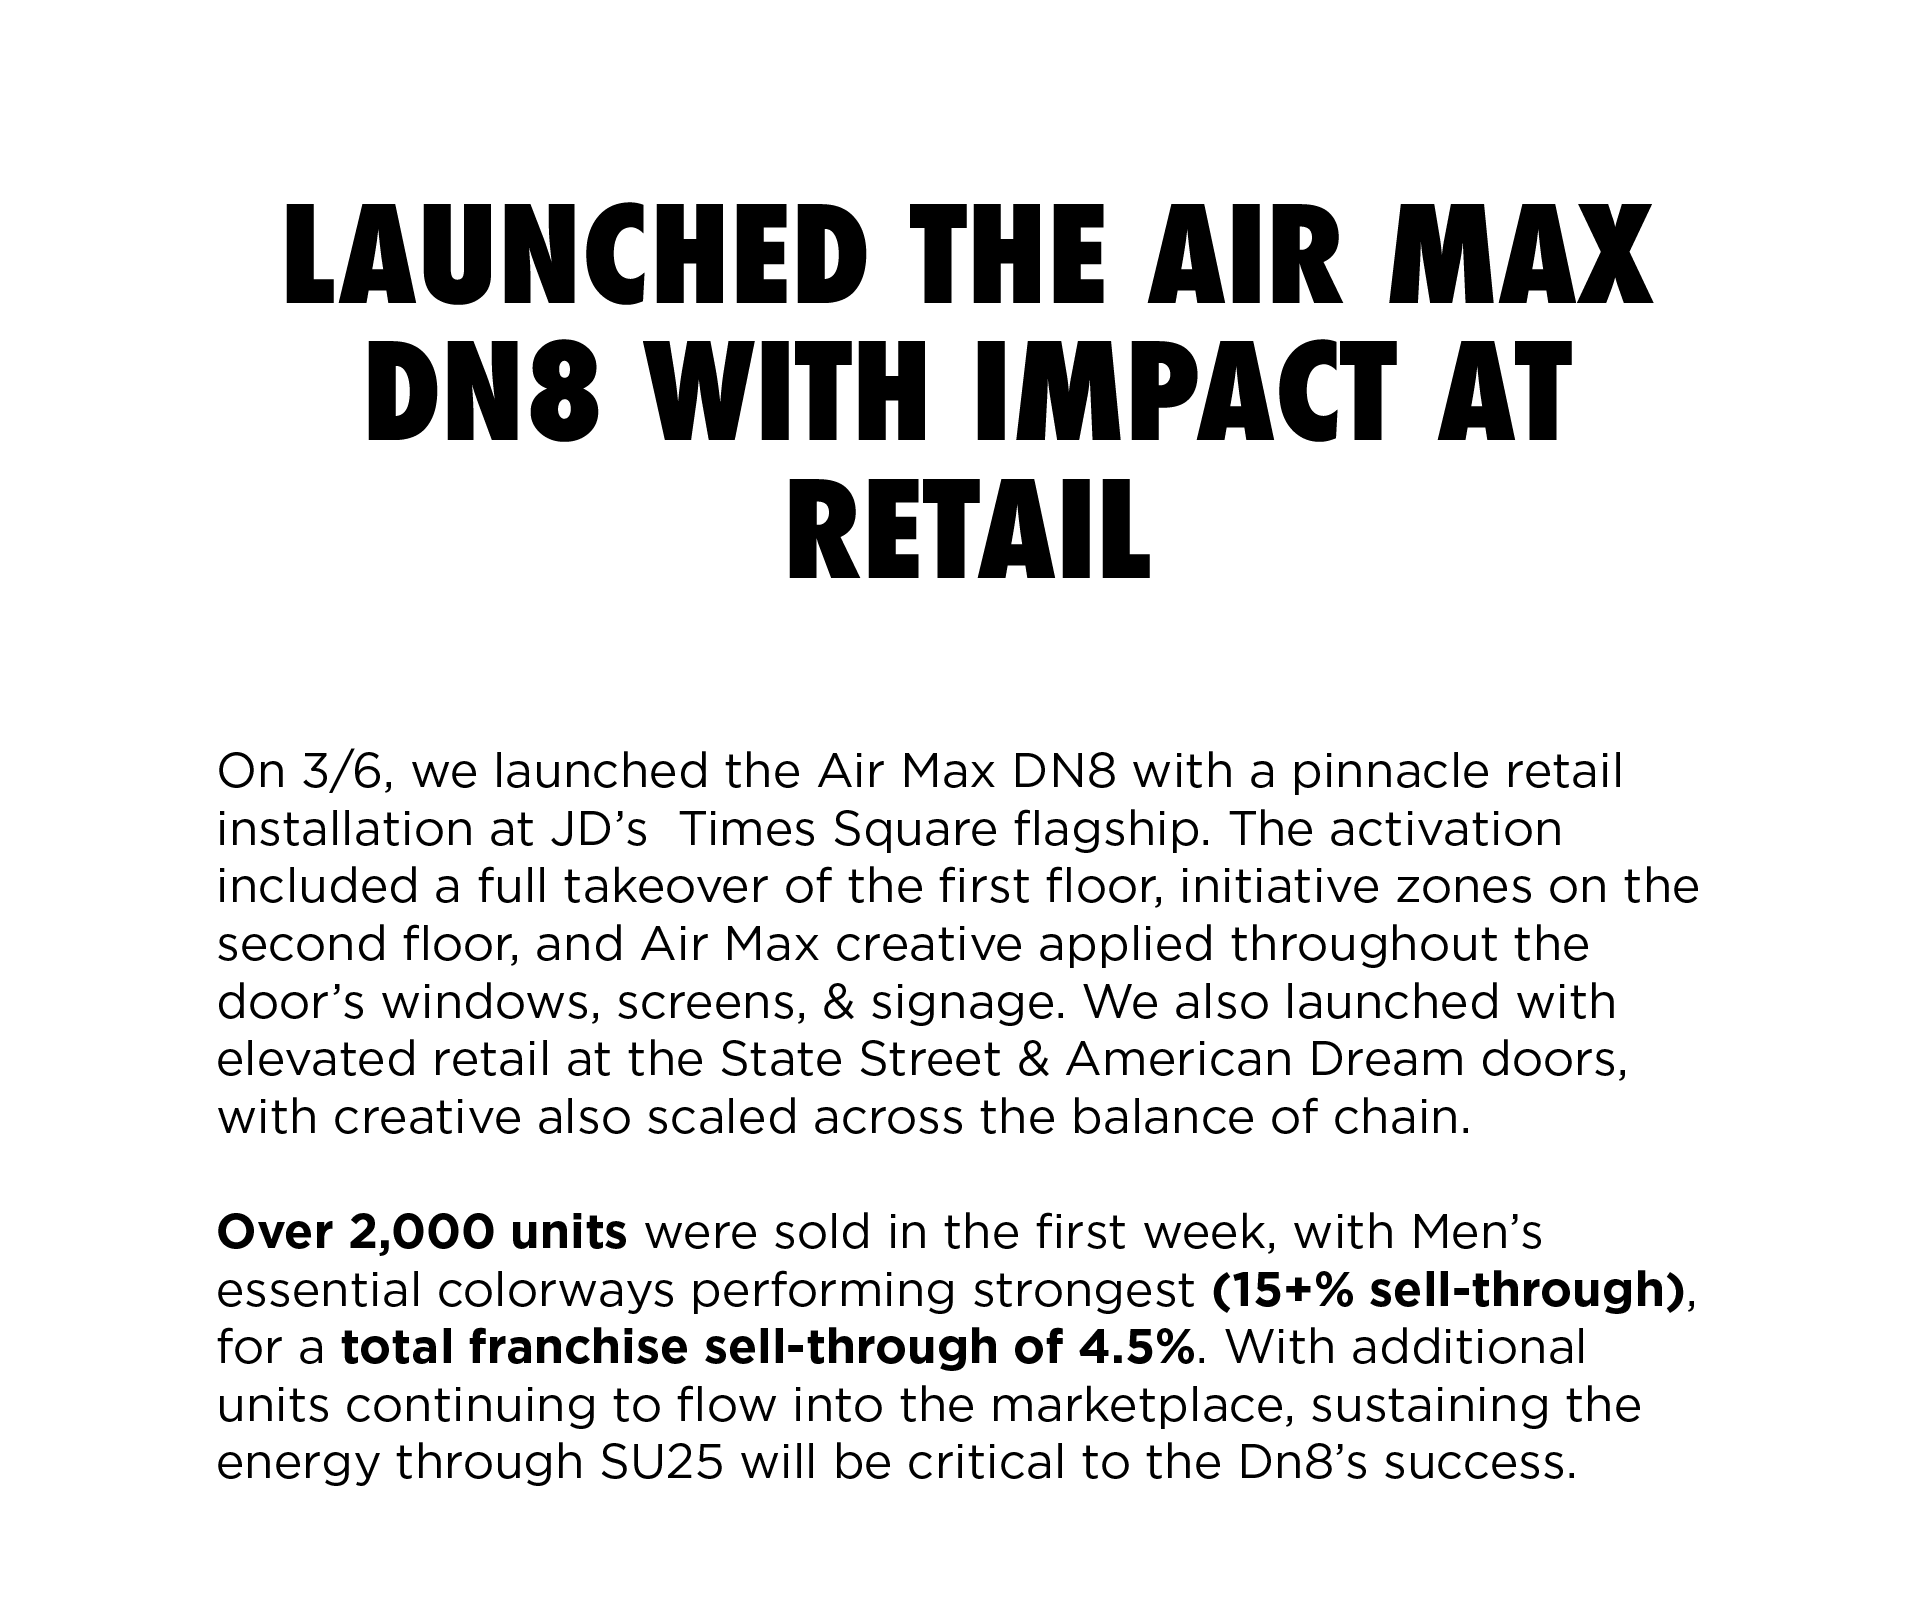 LAUNCHED THE AIR MAX
DN8 WITH IMPACT AT
RETAIL
On 3/6, we launched the Air Max DN8 with a pinnacle retail
installation at JD’s  Times Square flagship. The activation
included a full takeover of the first floor, initiative zones on the
second floor, and Air Max creative applied throughout the
door’s windows, screens, & signage. We also launched with
elevated retail at the State Street & American Dream doors,
with creative also scaled across the balance of chain.
Over 2,000 units were sold in the first week, with Men’s
essential colorways performing strongest (15+% sell-through),
for a total franchise sell-through of 4.5%. With additional
units continuing to flow into the marketplace, sustaining the
energy through SU25 will be critical to the Dn8’s success.